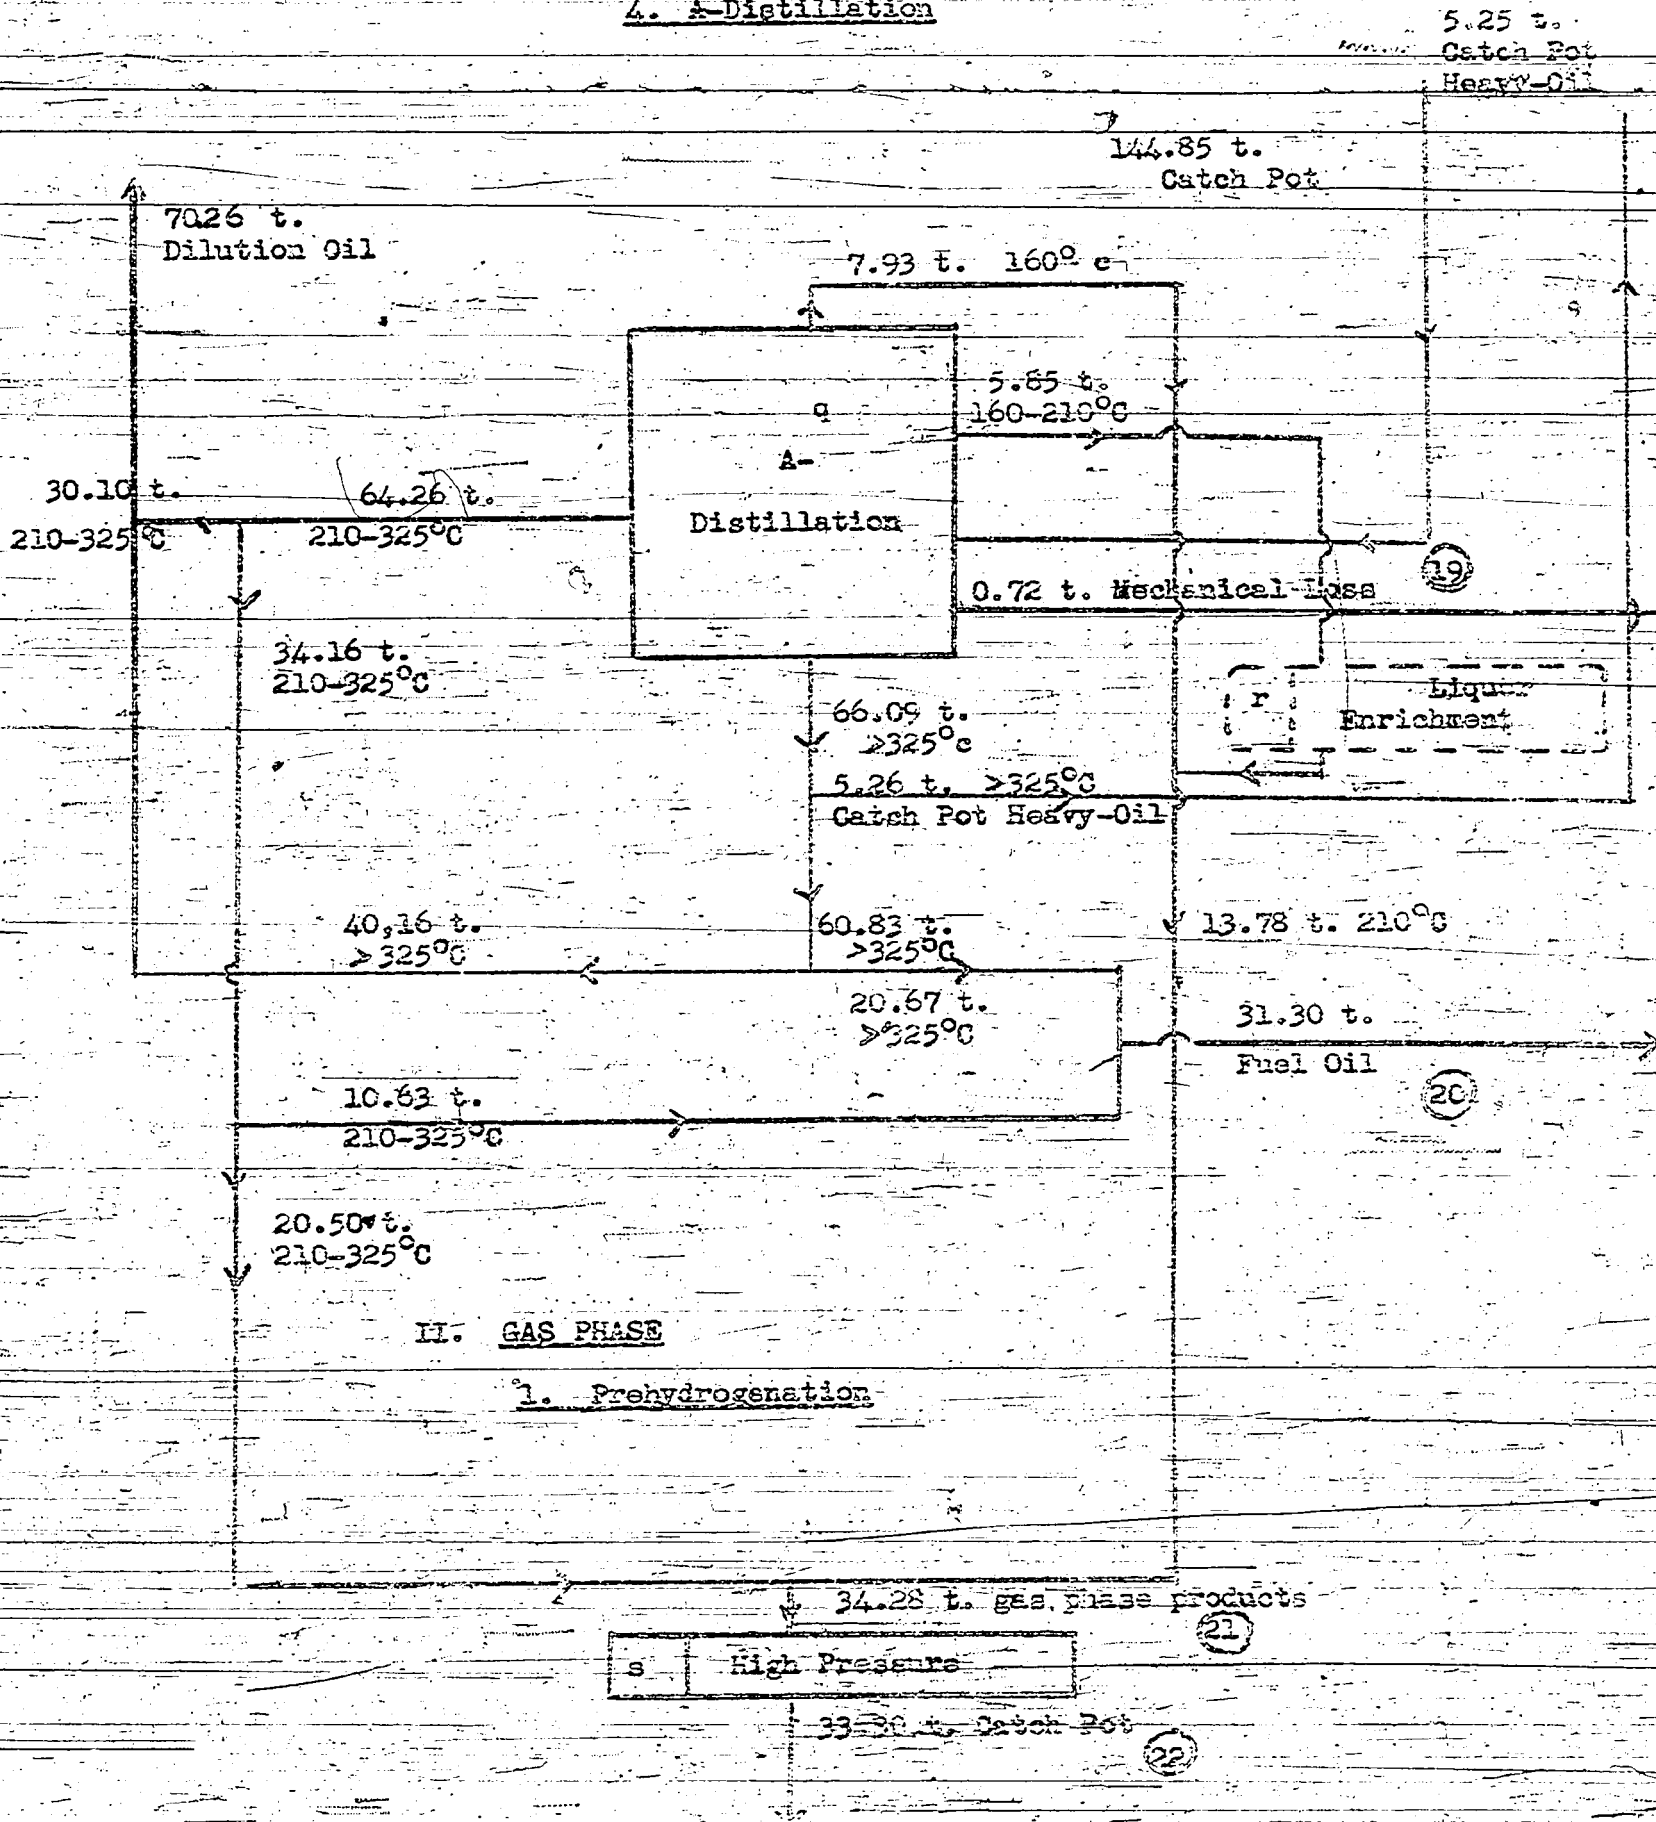 4. A-Distillation
5.25 t.
Catch Pot
Heavy-Oil
144.85 t.
Catch Pot
70.26 t.
Dilution Oil
7.93 t. 160° c
5.85 t.
160-210°C
q
A-
Distillation
30.10 t.
210-325°C
64.26 t.
210-325°C
19
0.72 t. Mechanical Loss
34.16 t.
210-325°C
r
Liquor
Enrichment
66.09 t.
>325°c
5.26 t. >325°C
Catch Pot Heavy-Oil
40,16 t.
>325°C
60.83 t.
>325°C
13.78 t. 210°C
20.67 t.
>325°C
31.30 t.
Fuel Oil
20
10.63 t.
210-325°C
20.50 t.
210-325°C
II. GAS PHASE
1. Prehydrogenation
34.28 t. gas phase products
21
s
High Pressure
Catch Pot
22